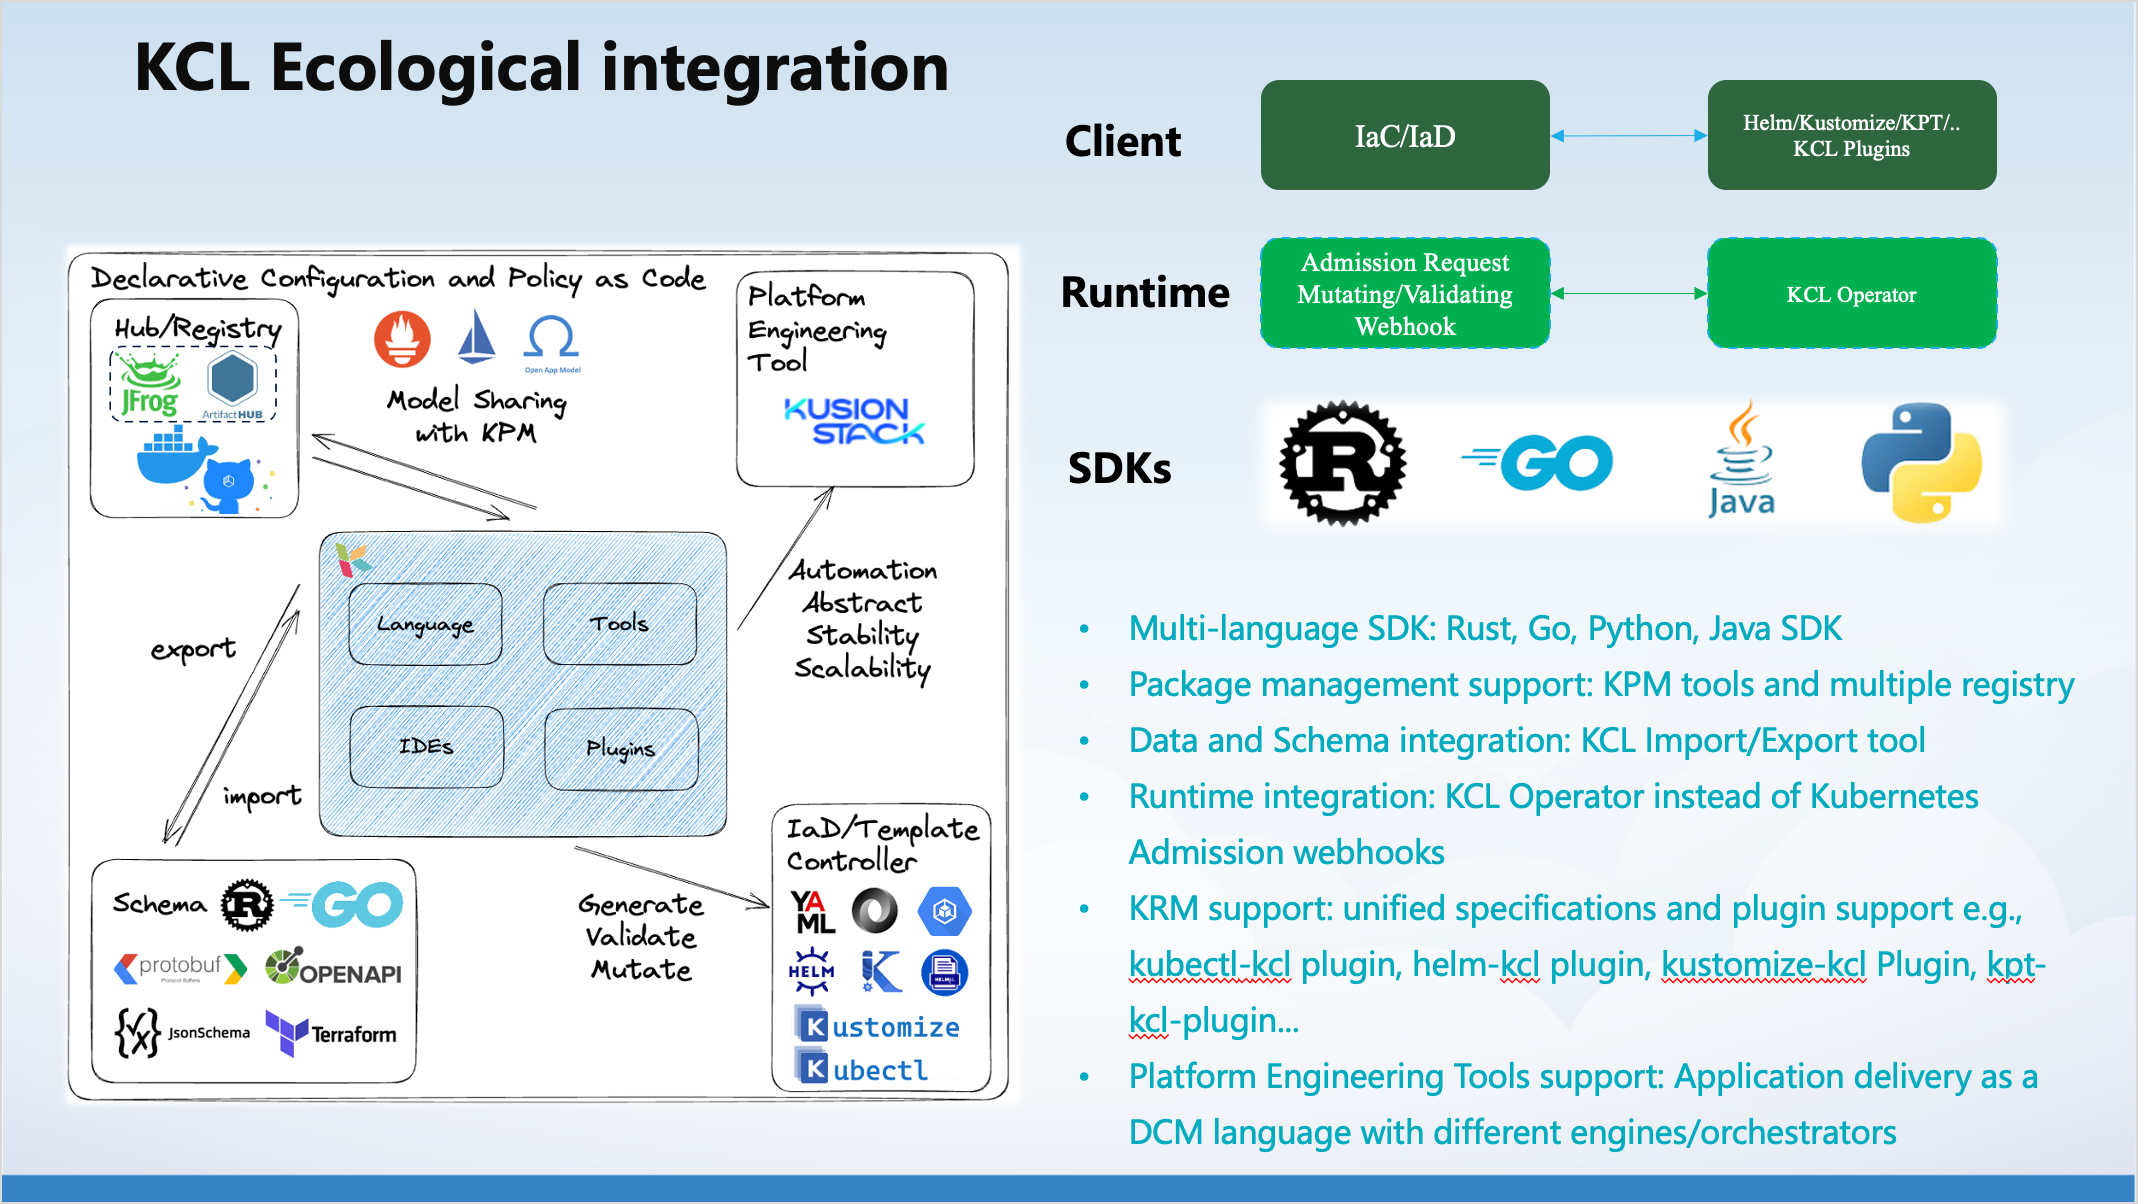 KCL Ecological integration
Declarative Configuration and Policy as Code
Hub/Registry
JFrog
Artifact HUB
Open App Model
Model Sharing
with KPM
Platform
Engineering
Tool
KUSION
STACK
Language
Tools
IDEs
Plugins
Automation
Abstract
Stability
Scalability
export
import
Schema
R
GO
protobuf
Protocol Buffers
OPENAPI
JsonSchema
Terraform
Generate
Validate
Mutate
IaD/Template
Controller
YA
ML
HELM
K
Kustomize
Kubectl
Client
IaC/IaD
Helm/Kustomize/KPT/..
KCL Plugins
Runtime
Admission Request
Mutating/Validating
Webhook
KCL Operator
SDKs
R
GO
Java
• Multi-language SDK: Rust, Go, Python, Java SDK
• Package management support: KPM tools and multiple registry
• Data and Schema integration: KCL Import/Export tool
• Runtime integration: KCL Operator instead of Kubernetes
Admission webhooks
• KRM support: unified specifications and plugin support e.g.,
kubectl-kcl plugin, helm-kcl plugin, kustomize-kcl Plugin, kpt-
kcl-plugin...
• Platform Engineering Tools support: Application delivery as a
DCM language with different engines/orchestrators